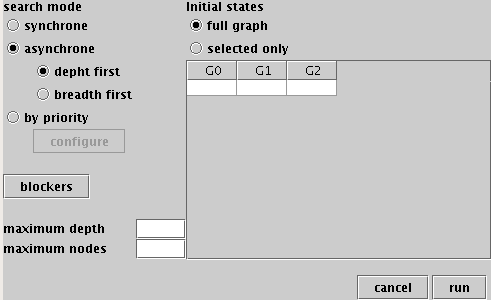 search mode
synchrone
asynchrone
depht first
breadth first
by priority
configure
blockers
maximum depth
maximum nodes
Initial states
full graph
selected only
G0 G1 G2
cancel run